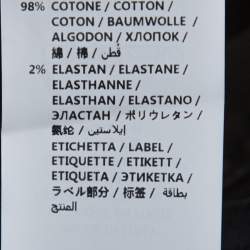 98% COTONE / COTTON /
COTON / BAUMWOLLE /
ALGODON / ХЛОПОК /
綿 / 棉 / قطن
2% ELASTAN / ELASTANE /
ELASTHANNE /
ELASTHAN / ELASTANO /
ЭЛАСТАН / ポリウレタン /
氨纶 / إيلاستين
ETICHETTA / LABEL /
ETIQUETTE / ETIKETT /
ETIQUETA / ЭТИКЕТКА /
ラベル部分 / 标签 / بطاقة
المنتج